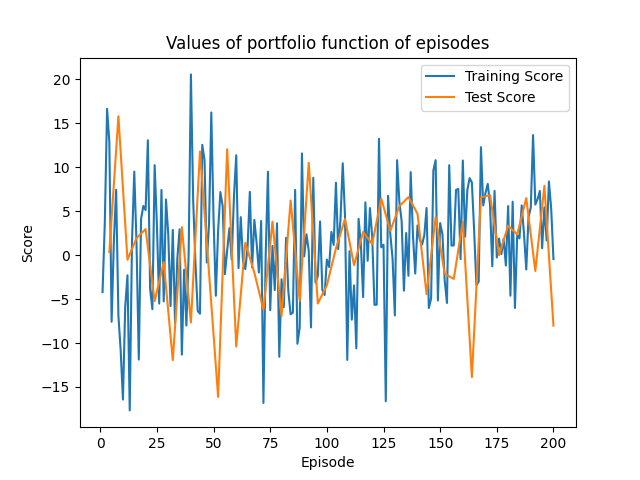 Values of portfolio function of episodes
Training Score
Test Score
20
15
10
5
0
−5
−10
−15
Score
0 25 50 75 100 125 150 175 200
Episode